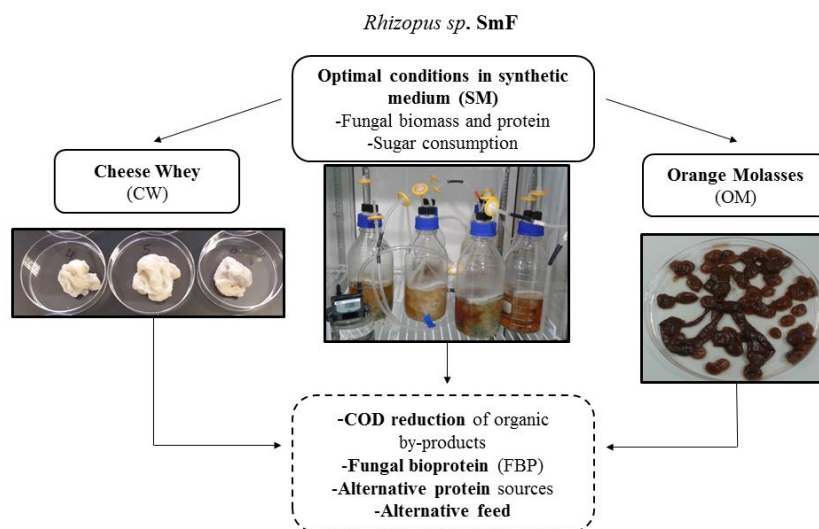 Rhizopus sp. SmF
Optimal conditions in synthetic
medium (SM)
-Fungal biomass and protein
-Sugar consumption
Cheese Whey
(CW)
Orange Molasses
(OM)
-COD reduction of organic
by-products
-Fungal bioprotein (FBP)
-Alternative protein sources
-Alternative feed